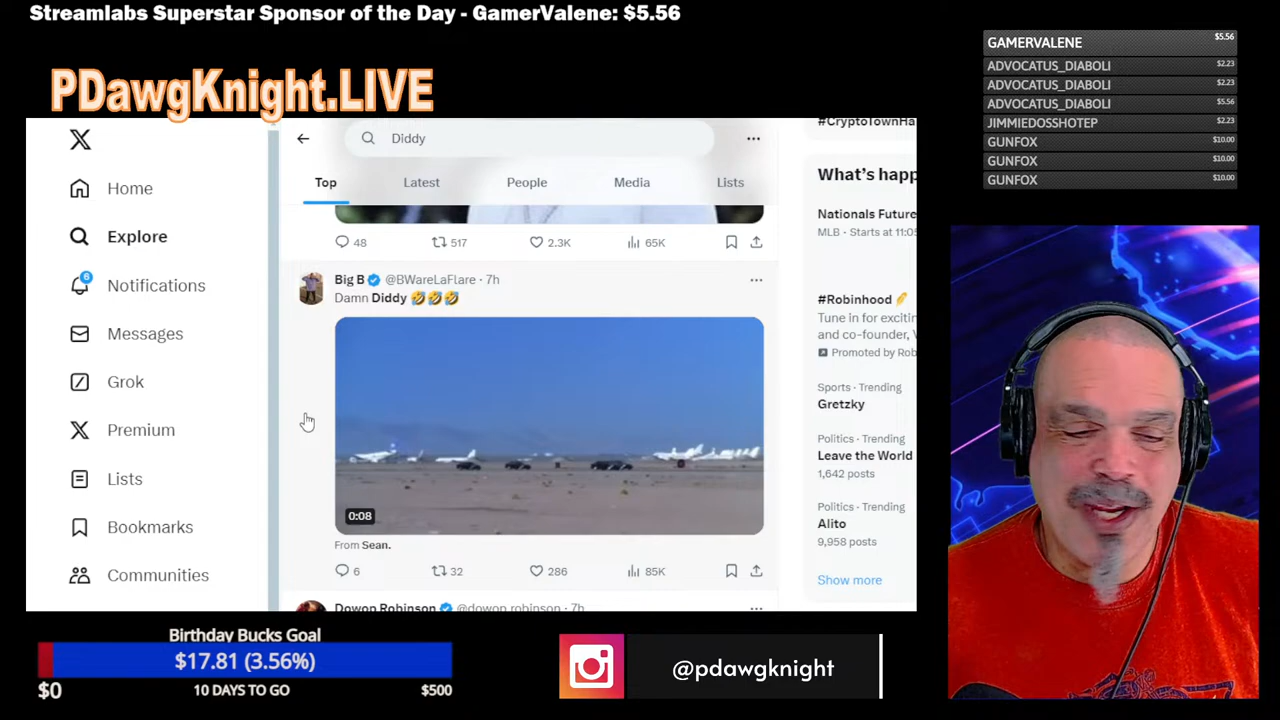 Streamlabs Superstar Sponsor of the Day - GamerValene: $5.56
PDawgKnight.LIVE
GAMERVALENE $5.56
ADVOCATUS_DIABOLI $2.23
ADVOCATUS_DIABOLI $2.23
ADVOCATUS_DIABOLI $5.56
JIMMIEDOSSHOTEP $2.23
GUNFOX $10.00
GUNFOX $10.00
GUNFOX $10.00
Home
Explore
6
Notifications
Messages
Grok
Premium
Lists
Bookmarks
Communities
Diddy
Top Latest People Media Lists
48 517 2.3K 65K
Big B @BWareLaFlare · 7h
Damn Diddy 🤣🤣🤣
0:08
From Sean.
6 32 286 85K
Dowop Robinson @dowop_robinson · 7h
#CryptoTownHa
What's happ
Nationals Future
MLB · Starts at 11:05
#Robinhood
Tune in for excitin
and co-founder, V
Promoted by Rob
Sports · Trending
Gretzky
Politics · Trending
Leave the World
1,642 posts
Politics · Trending
Alito
9,958 posts
Show more
Birthday Bucks Goal
$17.81 (3.56%)
$0 10 DAYS TO GO $500
@pdawgknight